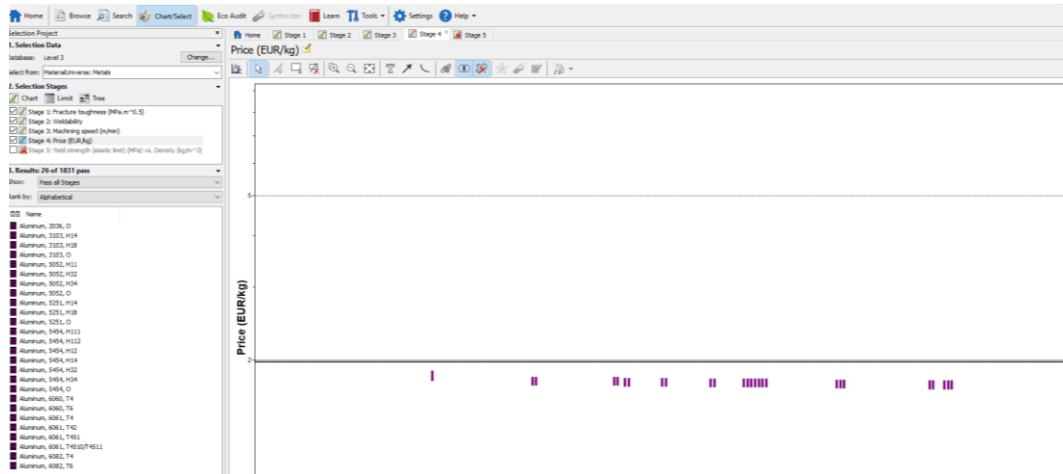 Home Browse Search Chart/Select Eco Audit Synthesizer Learn Tools Settings Help
Selection Project
Home Stage 1 Stage 2 Stage 3 Stage 4 Stage 5
1. Selection Data
Database: Level 3 Change...
Select from: MaterialUniverse: Metals
2. Selection Stages
Chart Limit Tree
Stage 1: Fracture toughness (MPa.m^0.5)
Stage 2: Weldability
Stage 3: Machining speed (m/min)
Stage 4: Price (EUR/kg)
Stage 5: Yield strength (elastic limit) (MPa) vs. Density (kg/m^3)
3. Results: 26 of 1831 pass
Show: Pass all Stages
Rank by: Alphabetical
Name
Aluminum, 2036, O
Aluminum, 3103, H14
Aluminum, 3103, H18
Aluminum, 3103, O
Aluminum, 5052, H11
Aluminum, 5052, H32
Aluminum, 5052, H34
Aluminum, 5052, O
Aluminum, 5251, H14
Aluminum, 5251, H18
Aluminum, 5251, O
Aluminum, 5454, H111
Aluminum, 5454, H112
Aluminum, 5454, H12
Aluminum, 5454, H14
Aluminum, 5454, H32
Aluminum, 5454, H34
Aluminum, 5454, O
Aluminum, 6060, T4
Aluminum, 6060, T6
Aluminum, 6061, T4
Aluminum, 6061, T42
Aluminum, 6061, T451
Aluminum, 6061, T4510/T4511
Aluminum, 6082, T4
Aluminum, 6082, T6
Price (EUR/kg)
5
Price (EUR/kg)
2